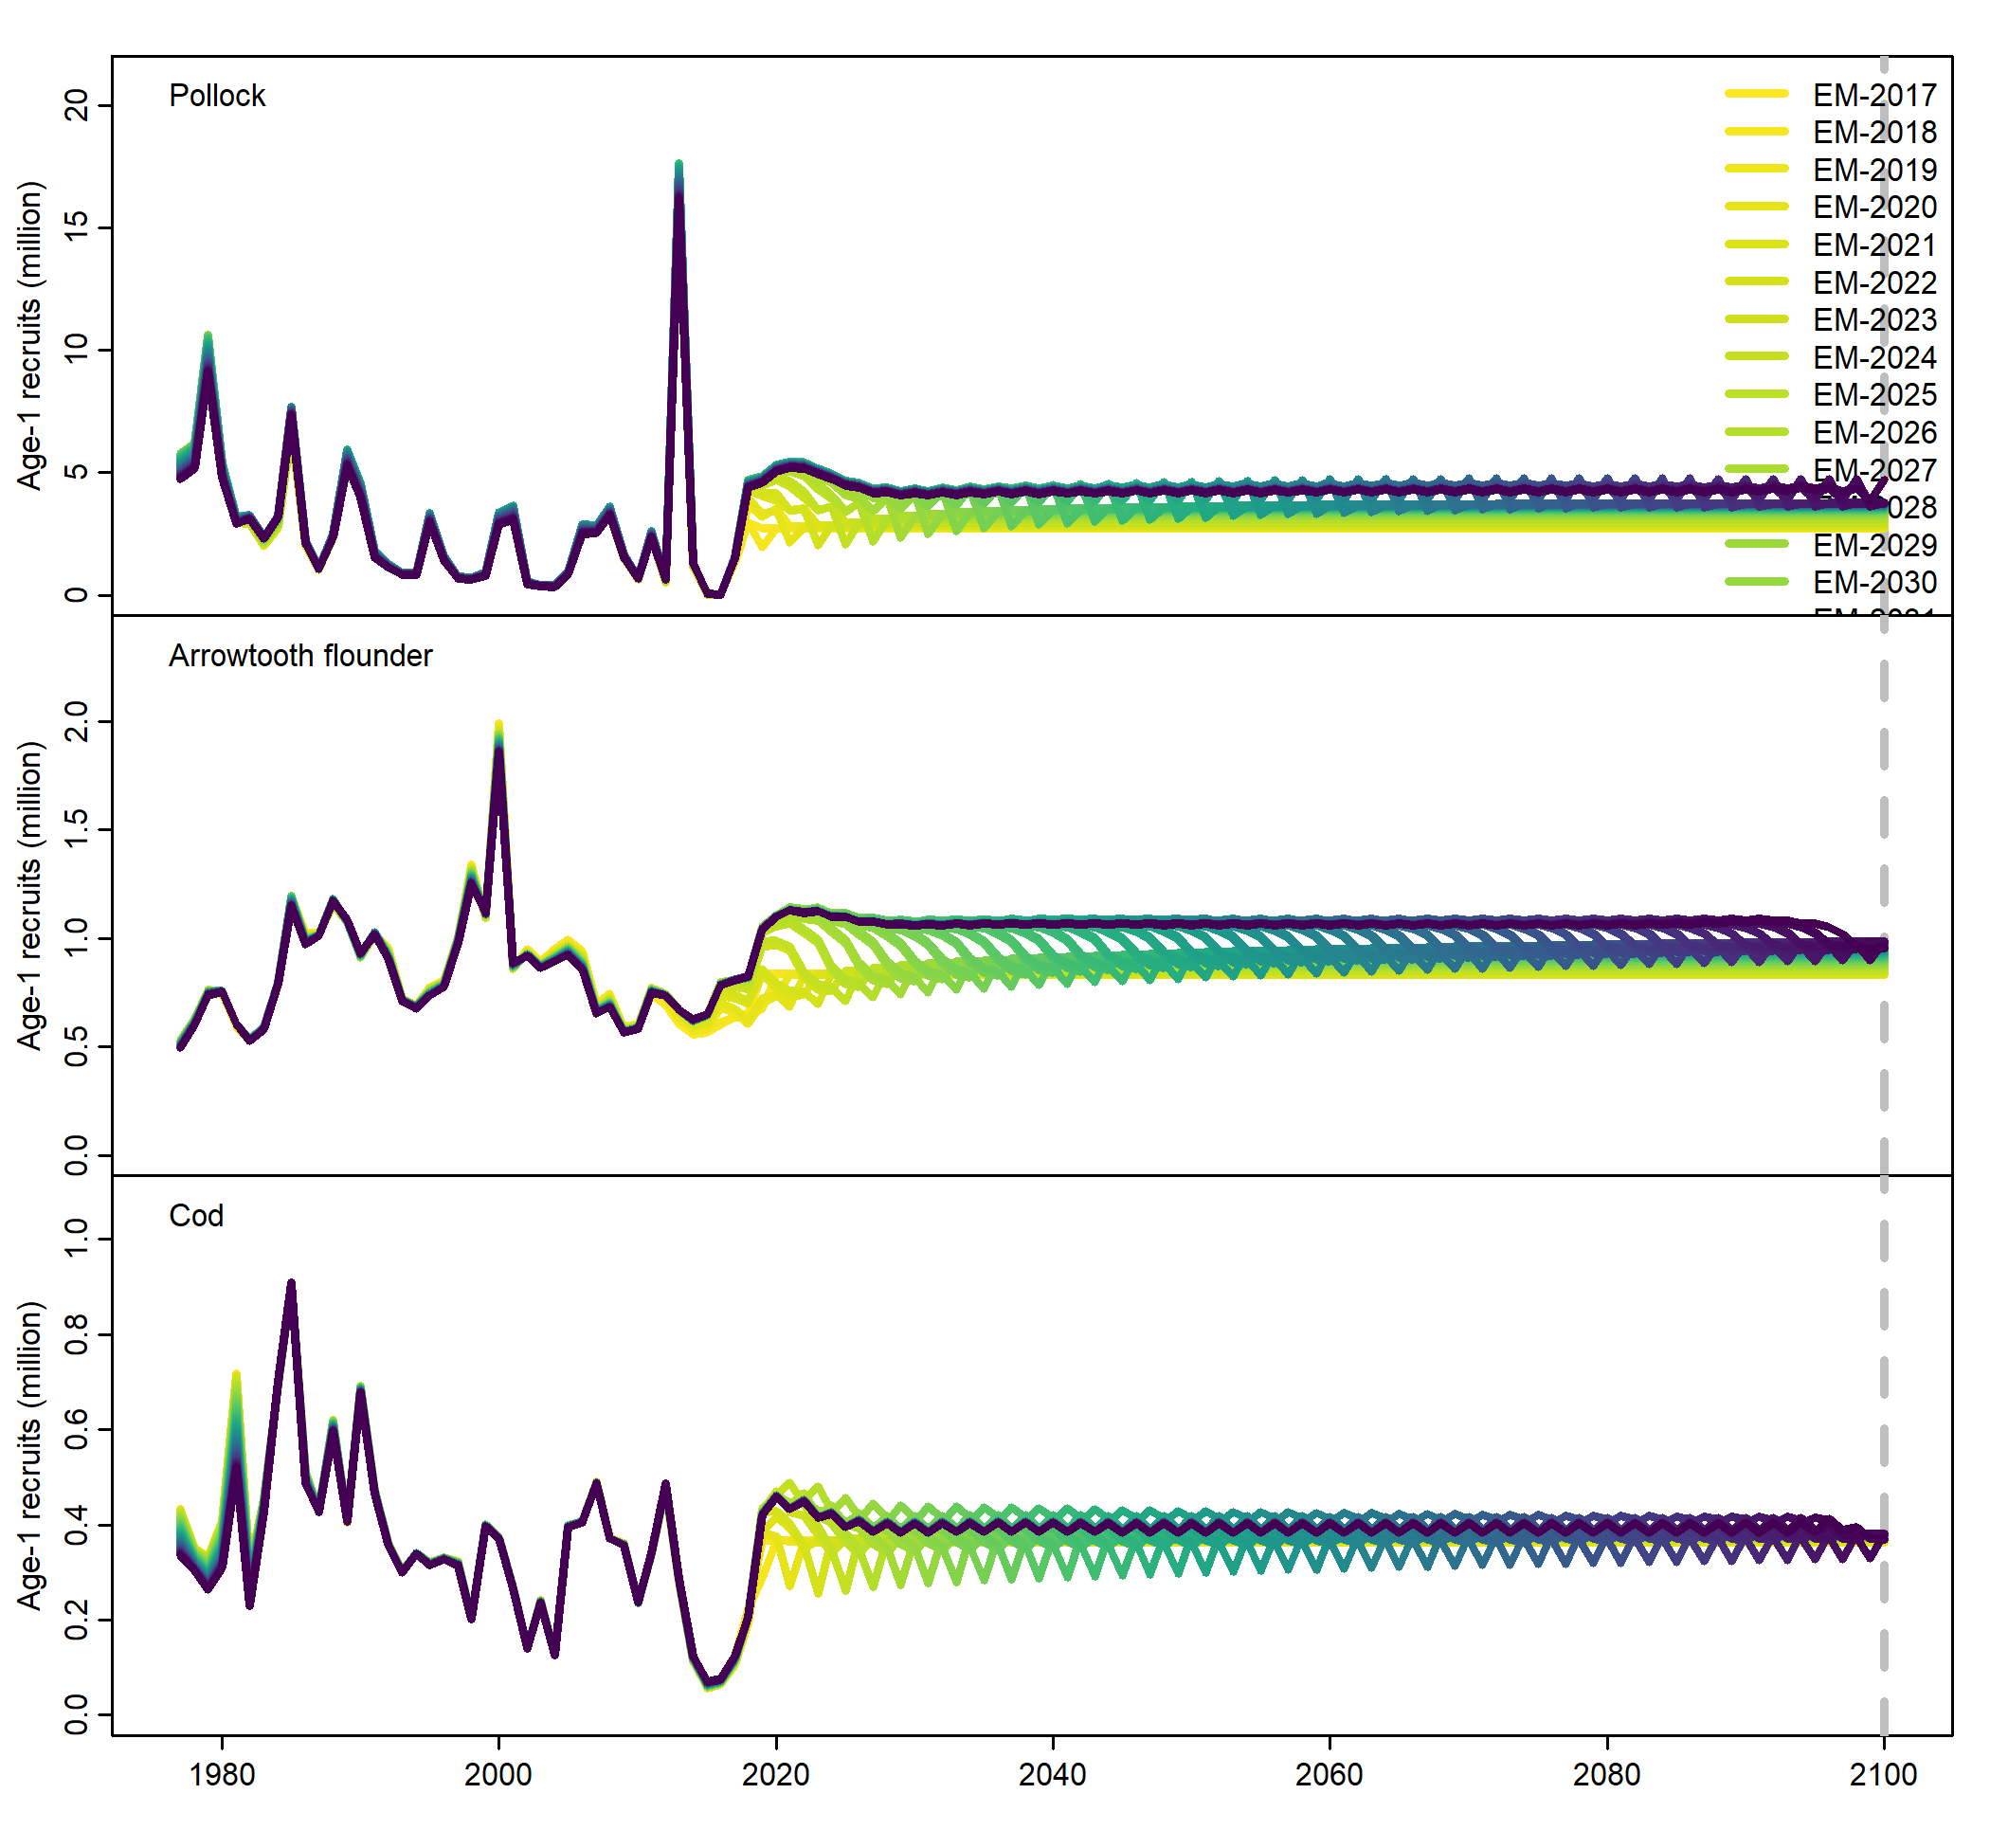 Pollock
Age-1 recruits (million)
20
15
10
5
0
EM-2017
EM-2018
EM-2019
EM-2020
EM-2021
EM-2022
EM-2023
EM-2024
EM-2025
EM-2026
EM-2027
028
EM-2029
EM-2030
Arrowtooth flounder
Age-1 recruits (million)
2.0
1.5
1.0
0.5
0.0
Cod
Age-1 recruits (million)
1.0
0.8
0.6
0.4
0.2
0.0
1980 2000 2020 2040 2060 2080 2100